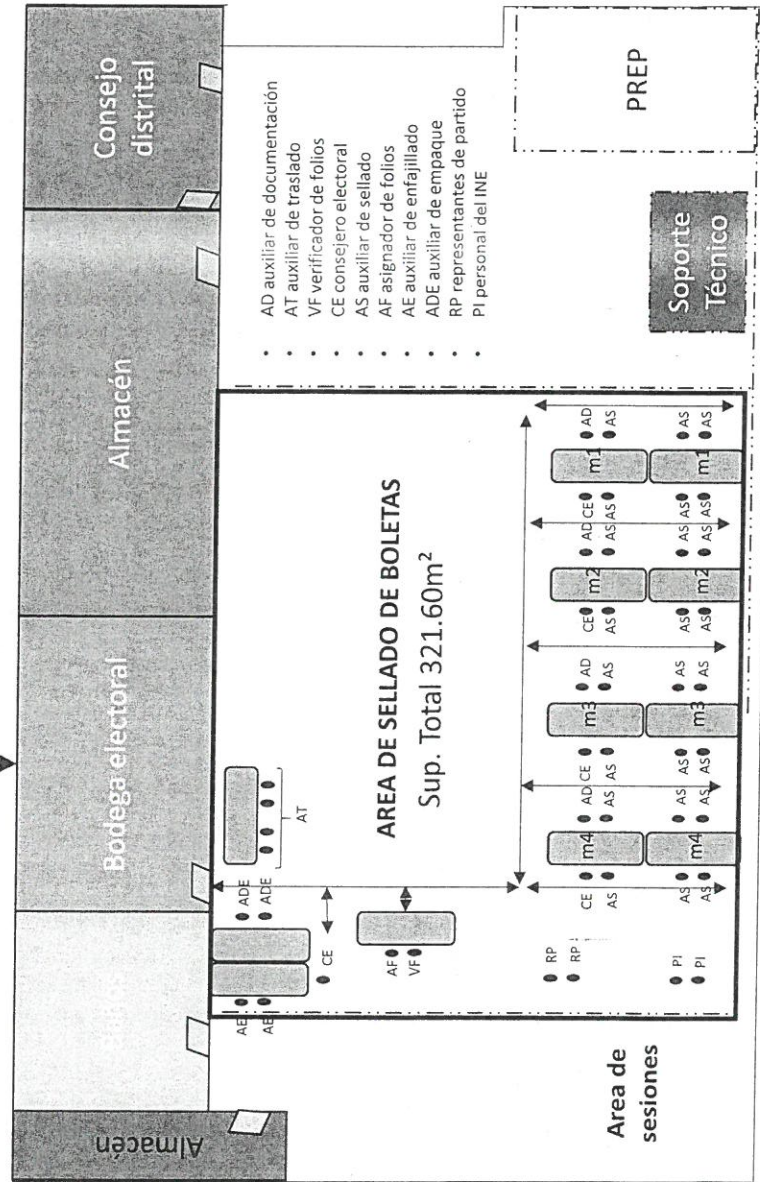 Almacén
Bodega electoral
Almacén
Consejo distrital
AE ADE
AE ADE
AT
CE
AF
VF
AREA DE SELLADO DE BOLETAS
Sup. Total 321.60m²
• AD auxiliar de documentación
• AT auxiliar de traslado
• VF verificador de folios
• CE consejero electoral
• AS auxiliar de sellado
• AF asignador de folios
• AE auxiliar de enfajillado
• ADE auxiliar de empaque
• RP representantes de partido
• PI personal del INE
RP
RP
PI
PI
CE m4 AD CE m3 AD CE m2 AD CE m1 AD
AS AS AS AS AS AS AS AS
AS m4 AS AS m3 AS AS m2 AS AS m1 AS
AS AS AS AS AS AS AS AS
Area de
sesiones
Soporte
Técnico
PREP